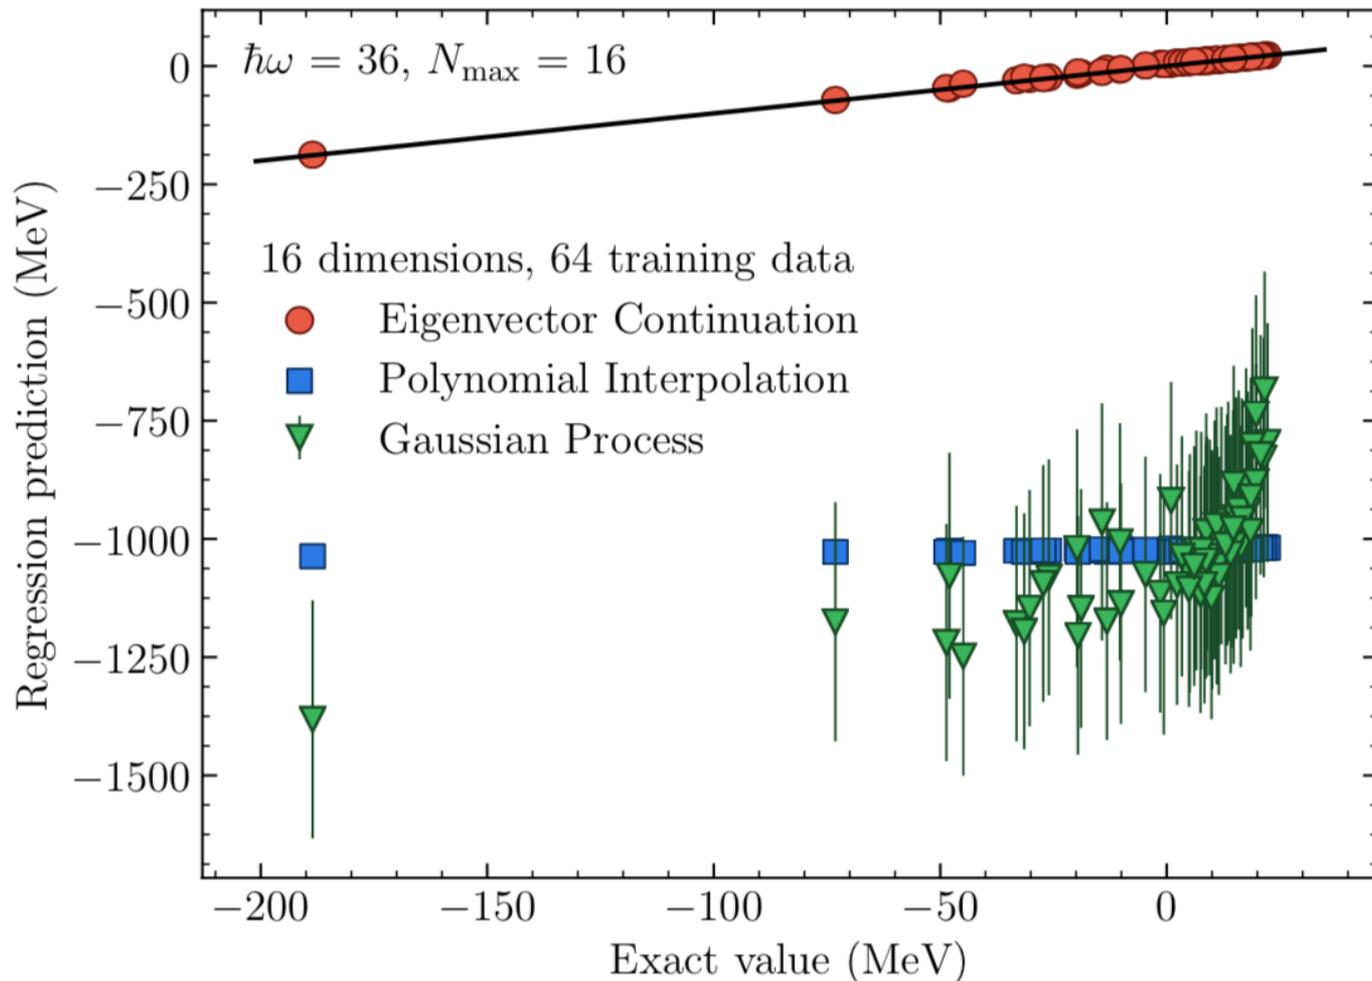 ħω = 36, N_max = 16
16 dimensions, 64 training data
Eigenvector Continuation
Polynomial Interpolation
Gaussian Process
Regression prediction (MeV)
0
−250
−500
−750
−1000
−1250
−1500
−200 −150 −100 −50 0
Exact value (MeV)